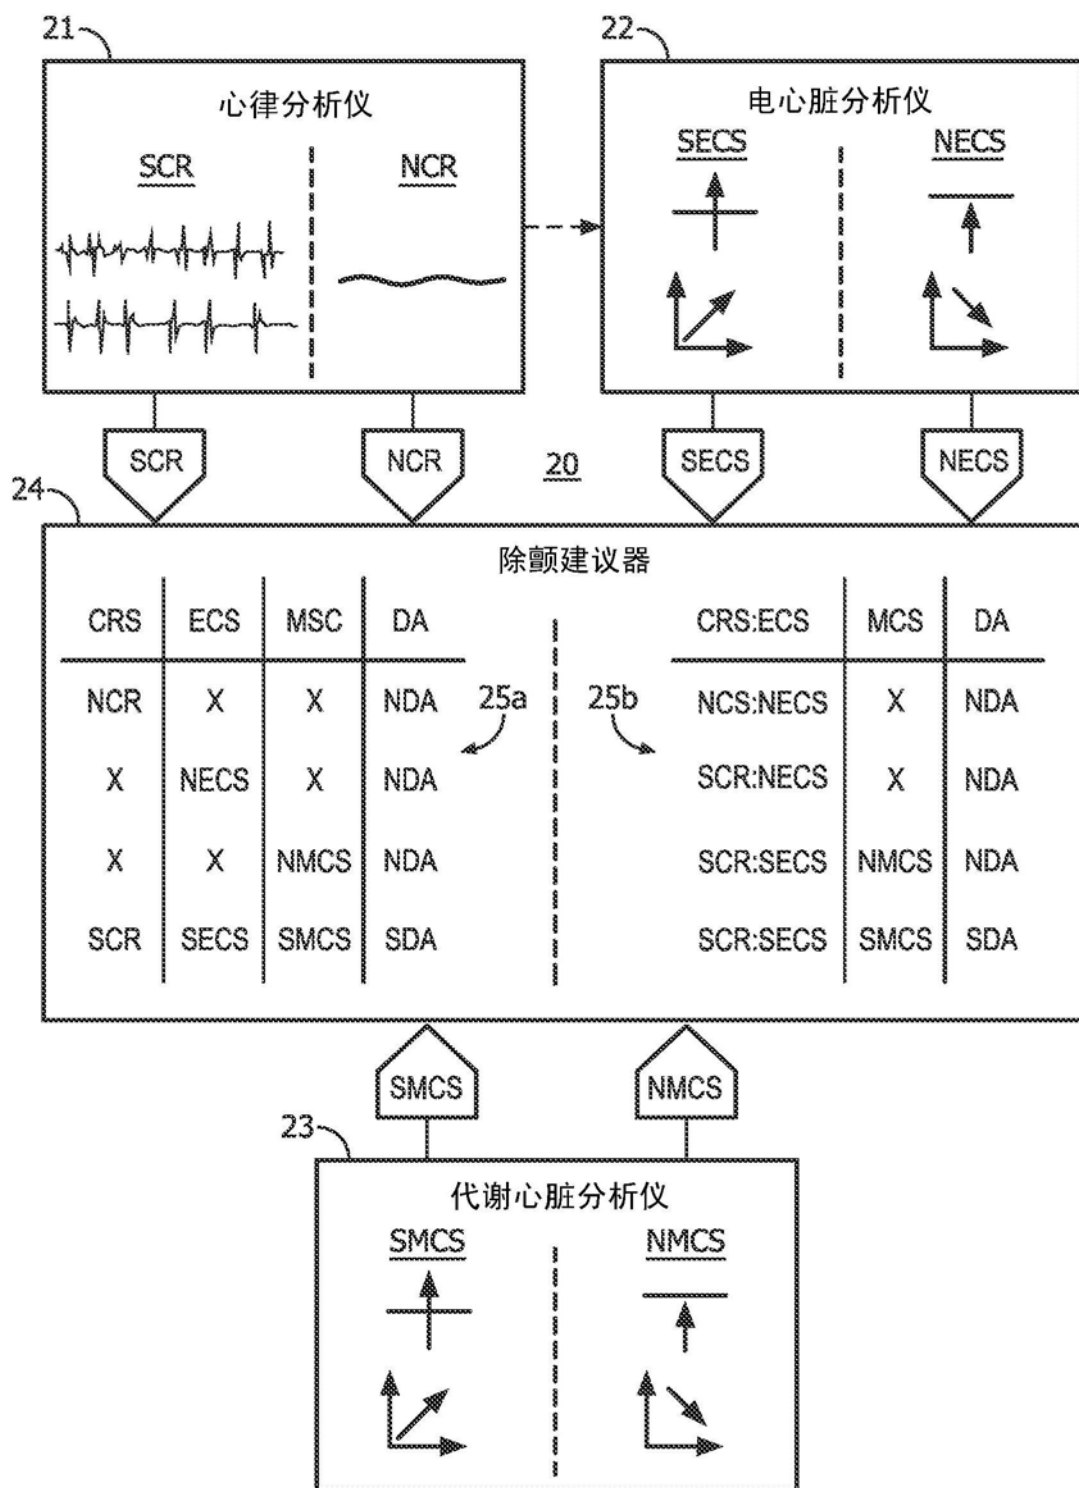 21
22
心律分析仪
电心脏分析仪
SCR
NCR
SECS
NECS
SCR
NCR
20
SECS
NECS
24
除颤建议器
CRS ECS MSC DA
CRS:ECS MCS DA
NCR X X NDA
25a
25b
NCS:NECS X NDA
X NECS X NDA
SCR:NECS X NDA
X X NMCS NDA
SCR:SECS NMCS NDA
SCR SECS SMCS SDA
SCR:SECS SMCS SDA
SMCS
NMCS
23
代谢心脏分析仪
SMCS
NMCS